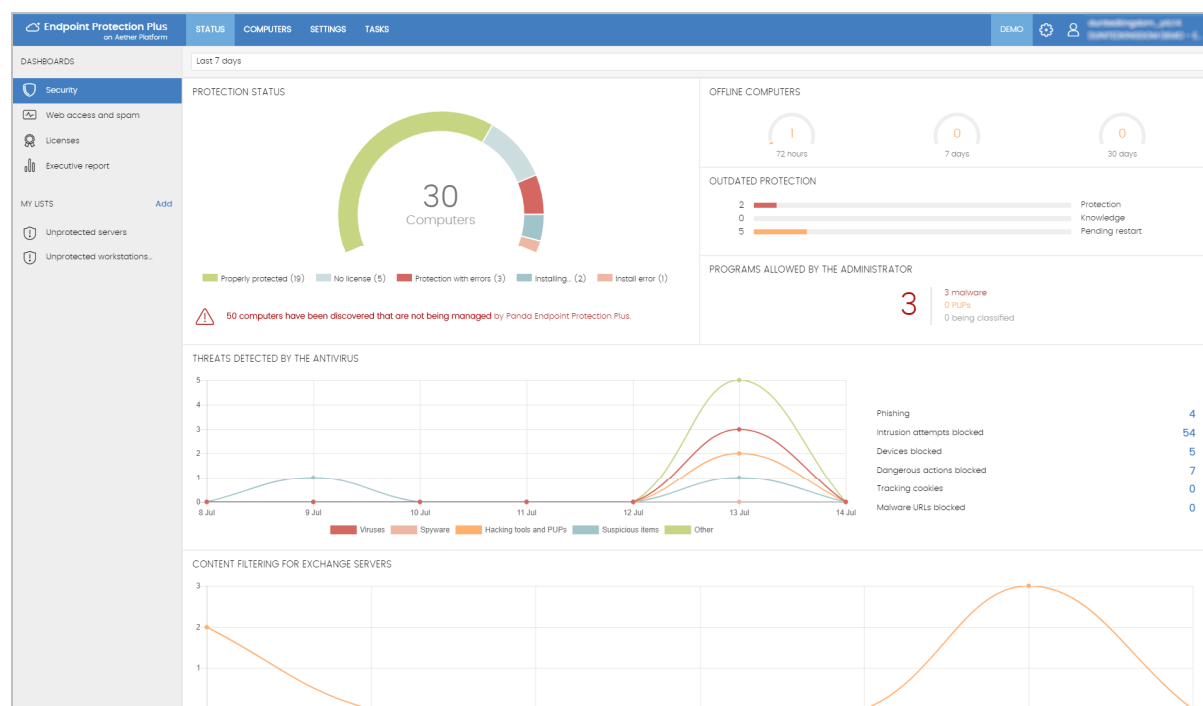 Endpoint Protection Plus
on Aether Platform
STATUS COMPUTERS SETTINGS TASKS
DEMO
DASHBOARDS
Last 7 days
Security
Web access and spam
Licenses
Executive report
MY LISTS Add
Unprotected servers
Unprotected workstations...
PROTECTION STATUS
30
Computers
Properly protected (19) No license (5) Protection with errors (3) Installing... (2) Install error (1)
50 computers have been discovered that are not being managed by Panda Endpoint Protection Plus.
OFFLINE COMPUTERS
1 0 0
72 hours 7 days 30 days
OUTDATED PROTECTION
2 Protection
0 Knowledge
5 Pending restart
PROGRAMS ALLOWED BY THE ADMINISTRATOR
3
3 malware
0 PUPs
0 being classified
THREATS DETECTED BY THE ANTIVIRUS
5
4
3
2
1
0
8 Jul 9 Jul 10 Jul 11 Jul 12 Jul 13 Jul 14 Jul
Viruses Spyware Hacking tools and PUPs Suspicious items Other
Phishing 4
Intrusion attempts blocked 54
Devices blocked 5
Dangerous actions blocked 7
Tracking cookies 0
Malware URLs blocked 0
CONTENT FILTERING FOR EXCHANGE SERVERS
3
2
1